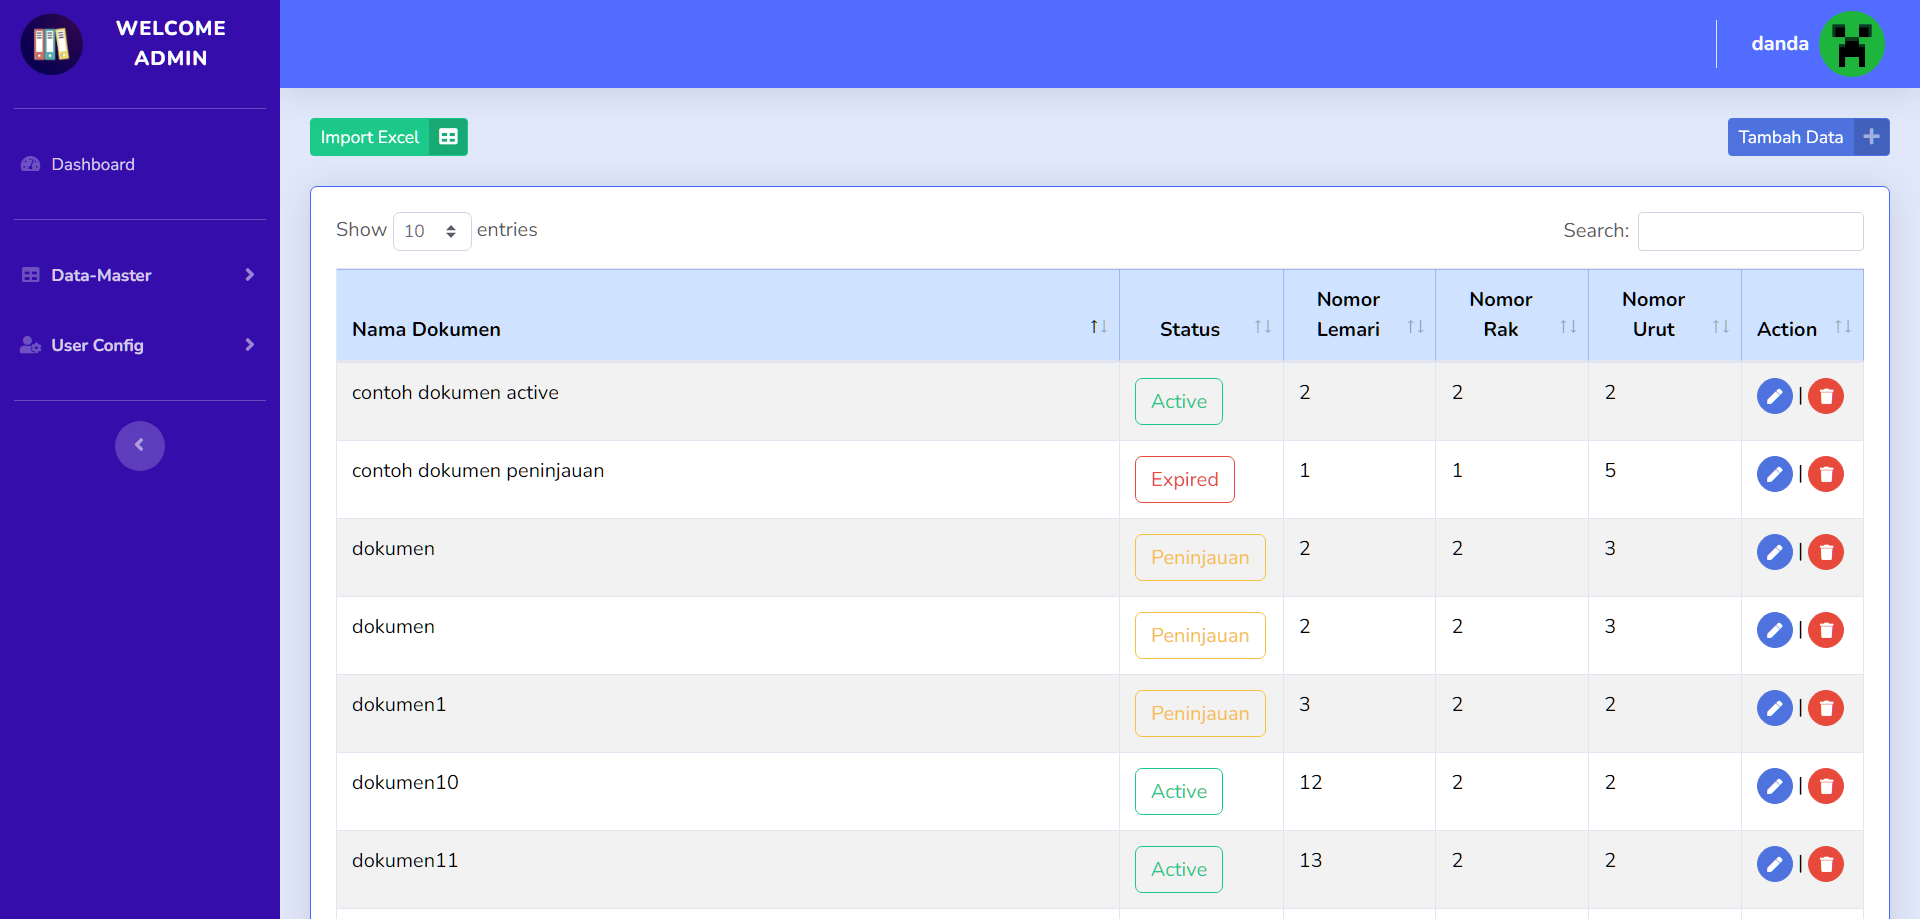 WELCOME
ADMIN
danda
Dashboard
Data-Master
User Config
Import Excel
Tambah Data
Show 10 entries
Search:
Nama Dokumen Status Nomor Lemari Nomor Rak Nomor Urut Action
contoh dokumen active Active 2 2 2 |
contoh dokumen peninjauan Expired 1 1 5 |
dokumen Peninjauan 2 2 3 |
dokumen Peninjauan 2 2 3 |
dokumen1 Peninjauan 3 2 2 |
dokumen10 Active 12 2 2 |
dokumen11 Active 13 2 2 |